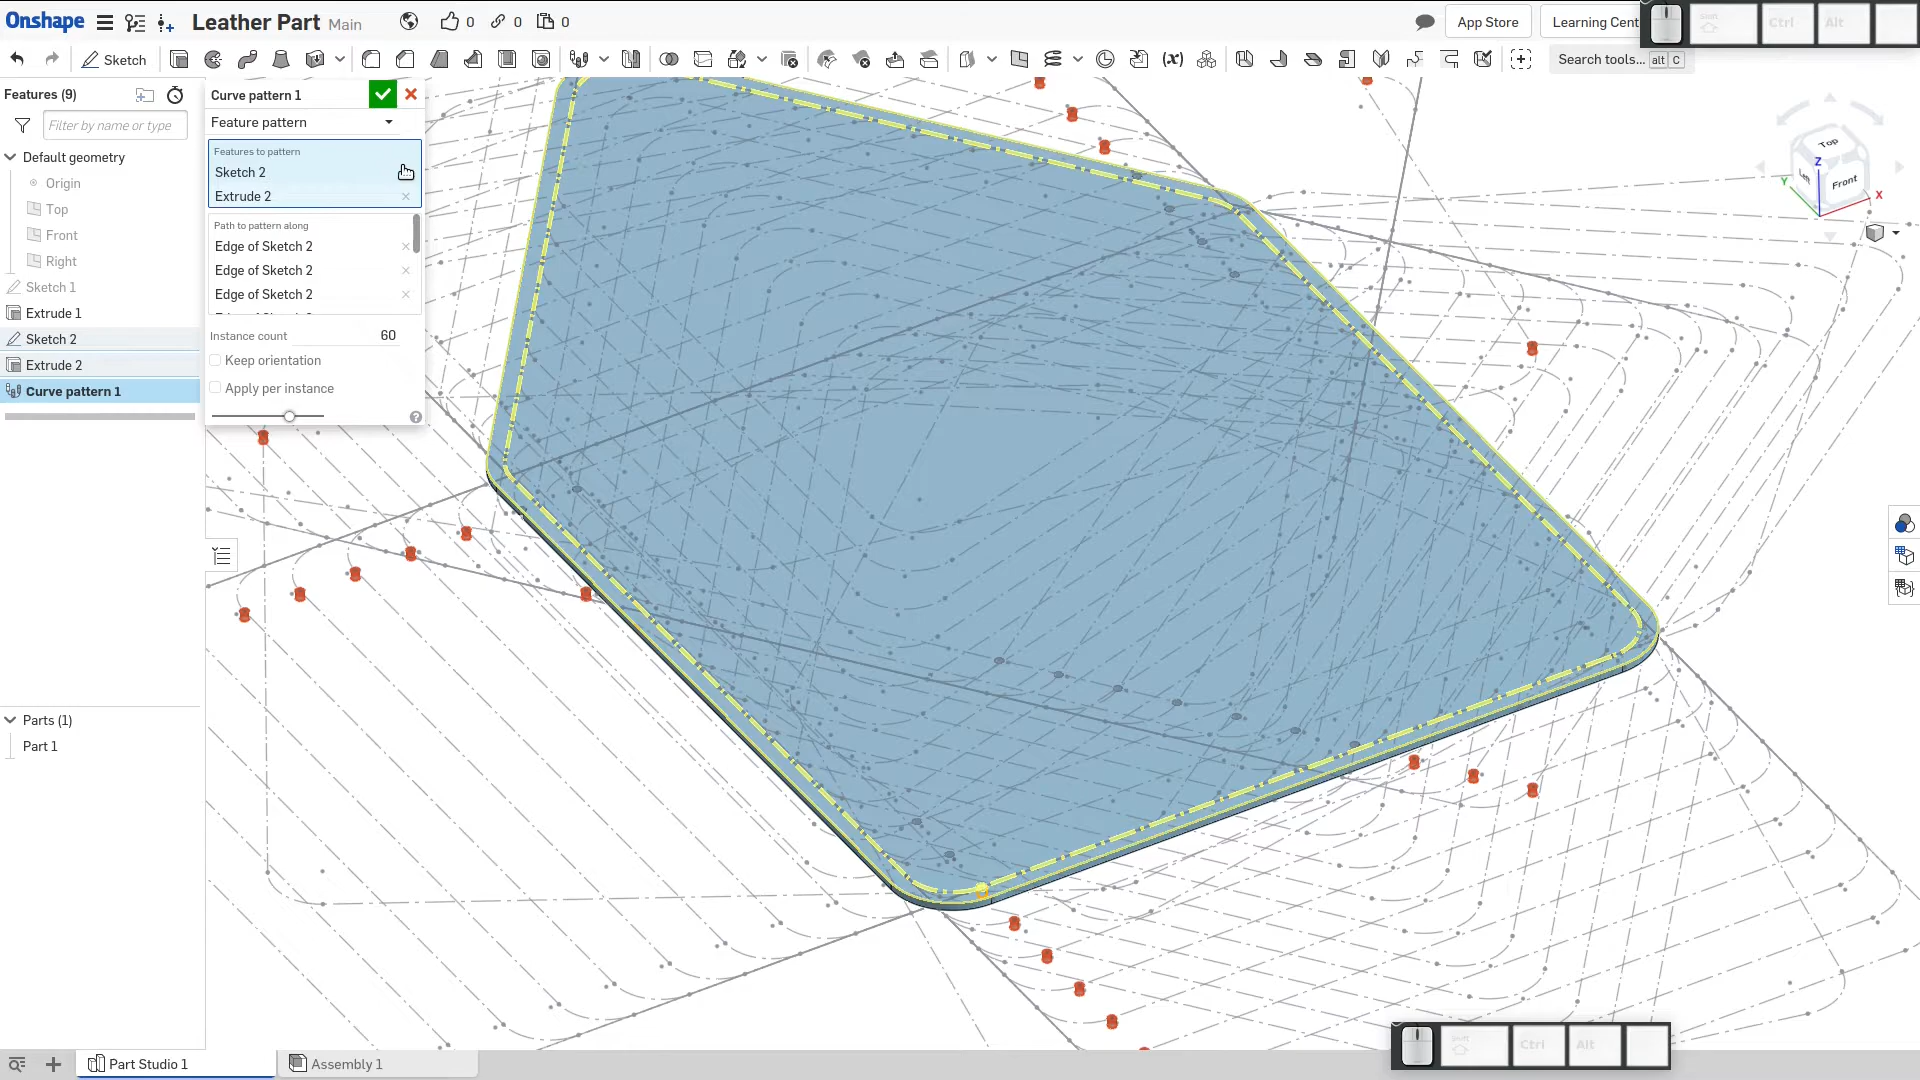 Onshape
Leather Part Main
0
0
0
App Store
Learning Cent
Shift
Ctrl
Alt
Sketch
(x)
Search tools... alt C
Features (9)
Filter by name or type
Default geometry
Origin
Top
Front
Right
Sketch 1
Extrude 1
Sketch 2
Extrude 2
Curve pattern 1
Parts (1)
Part 1
Curve pattern 1
Feature pattern
Features to pattern
Sketch 2
Extrude 2
Path to pattern along
Edge of Sketch 2
Edge of Sketch 2
Edge of Sketch 2
Instance count 60
Keep orientation
Apply per instance
Top
Z
Left
Front
Y
X
Shift
Ctrl
Alt
Part Studio 1
Assembly 1